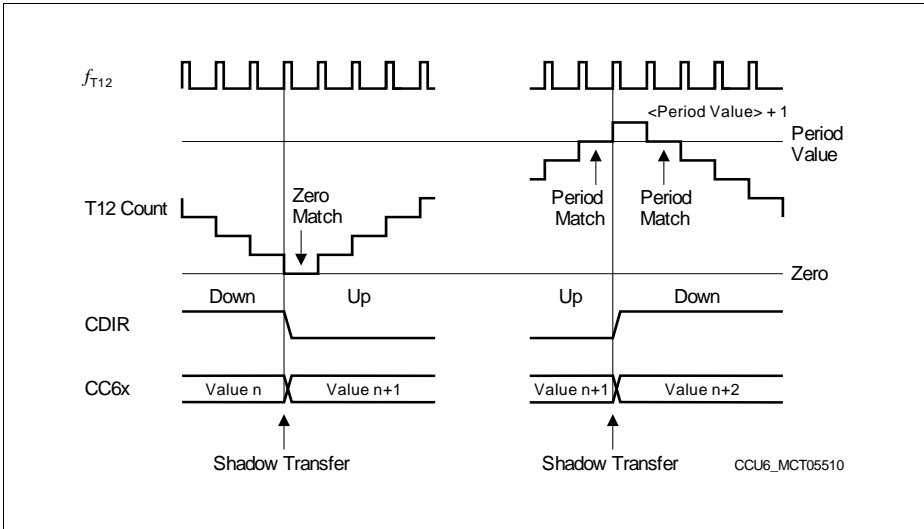 fT12
<Period Value> + 1
Period
Value
T12 Count
Zero
Match
Period
Match
Period
Match
Zero
Down
Up
Up
Down
CDIR
CC6x
Value n
Value n+1
Value n+1
Value n+2
Shadow Transfer
Shadow Transfer
CCU6_MCT05510